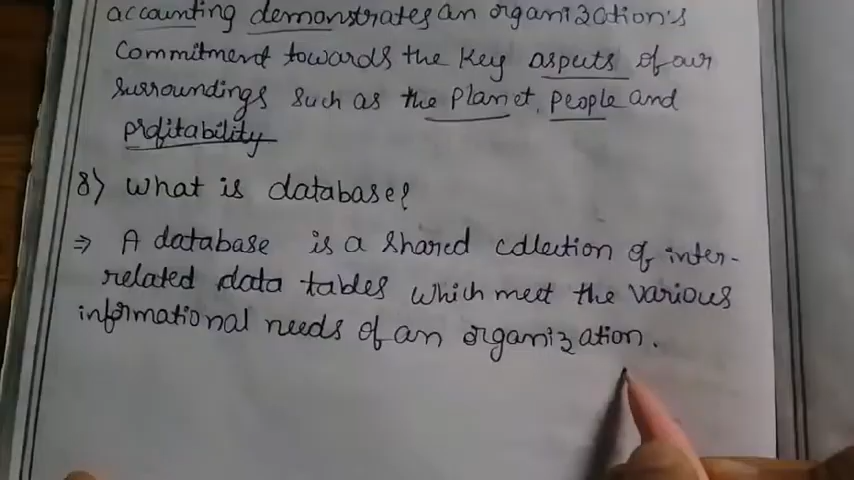 accounting demonstrates an organization's
commitment towards the key aspects of our
surroundings such as the planet, people and
profitability
8) What is database?
⇒ A database is a shared collection of inter-
related data tables which meet the various
informational needs of an organization.